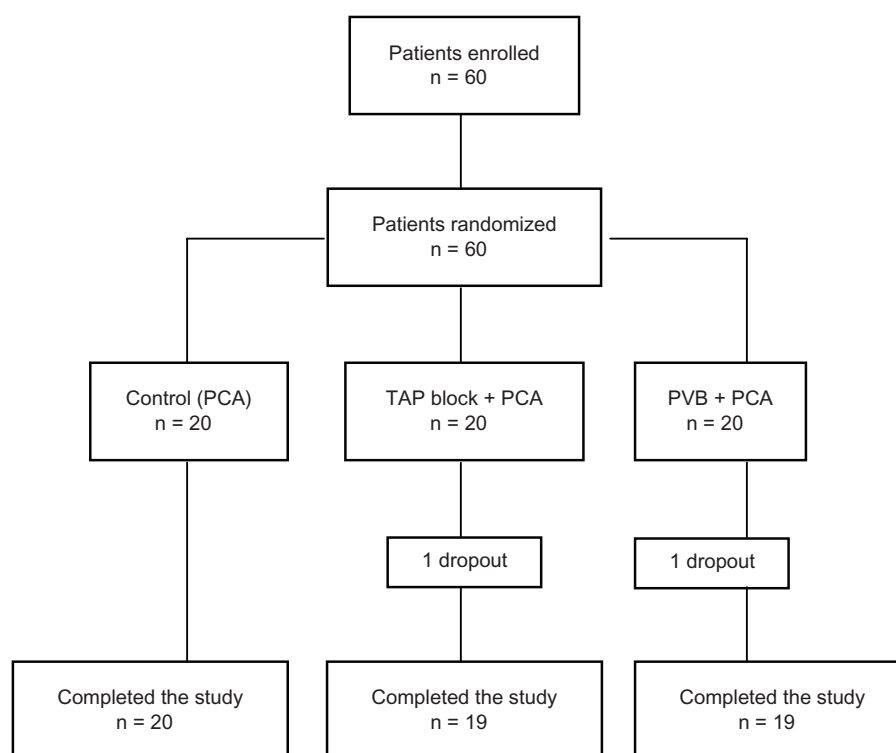 Patients enrolled
n = 60
Patients randomized
n = 60
Control (PCA)
n = 20
TAP block + PCA
n = 20
PVB + PCA
n = 20
1 dropout
1 dropout
Completed the study
n = 20
Completed the study
n = 19
Completed the study
n = 19